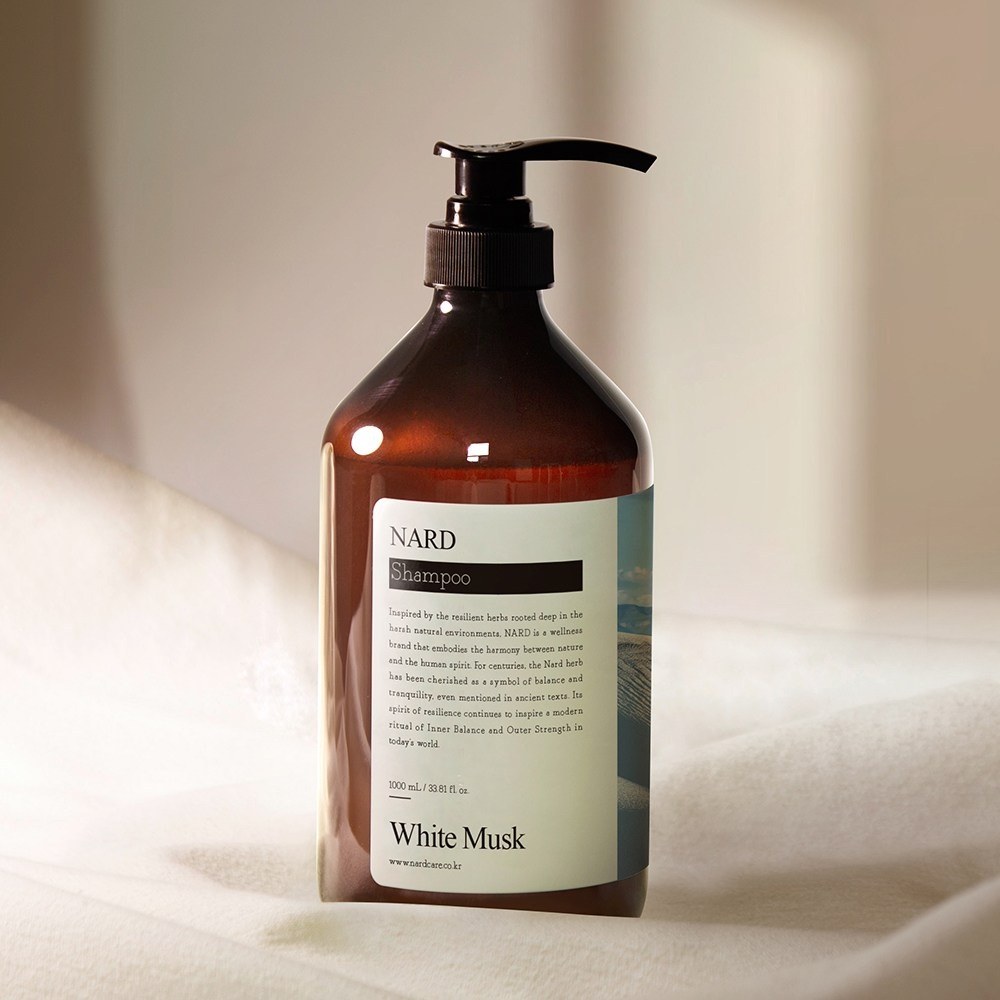 NARD
Shampoo
Inspired by the resilient herbs rooted deep in the
harsh natural environments, NARD is a wellness
brand that embodies the harmony between nature
and the human spirit. For centuries, the Nard herb
has been cherished as a symbol of balance and
tranquility, even mentioned in ancient texts. Its
spirit of resilience continues to inspire a modern
ritual of Inner Balance and Outer Strength in
today's world.
1000 mL / 33.81 fl. oz.
White Musk
www.nardcare.co.kr